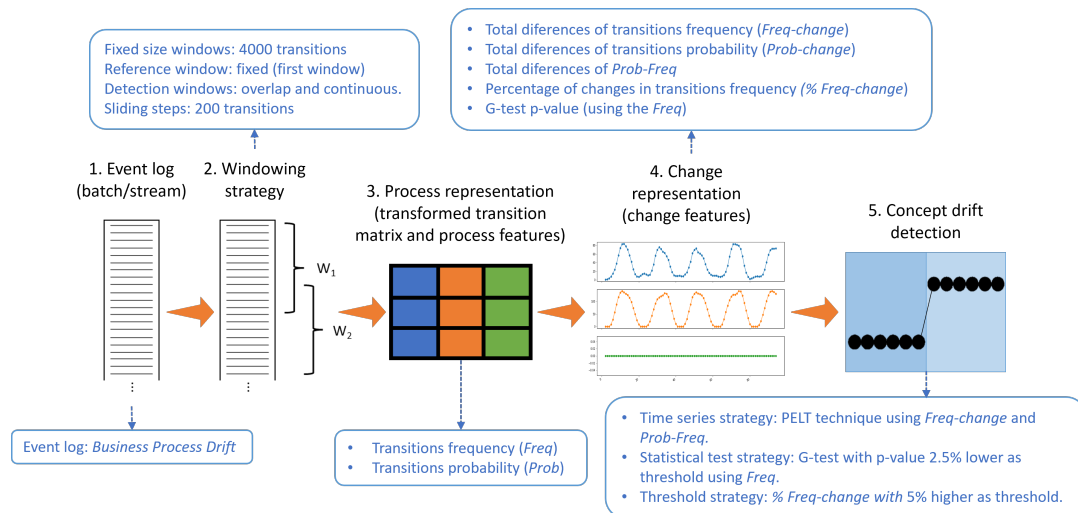 Fixed size windows: 4000 transitions
Reference window: fixed (first window)
Detection windows: overlap and continuous.
Sliding steps: 200 transitions
• Total diferences of transitions frequency (Freq-change)
• Total diferences of transitions probability (Prob-change)
• Total diferences of Prob-Freq
• Percentage of changes in transitions frequency (% Freq-change)
• G-test p-value (using the Freq)
1. Event log
(batch/stream)
2. Windowing
strategy
3. Process representation
(transformed transition
matrix and process features)
4. Change
representation
(change features)
5. Concept drift
detection
W1
W2
...
...
Event log: Business Process Drift
• Transitions frequency (Freq)
• Transitions probability (Prob)
• Time series strategy: PELT technique using Freq-change and
Prob-Freq.
• Statistical test strategy: G-test with p-value 2.5% lower as
threshold using Freq.
• Threshold strategy: % Freq-change with 5% higher as threshold.